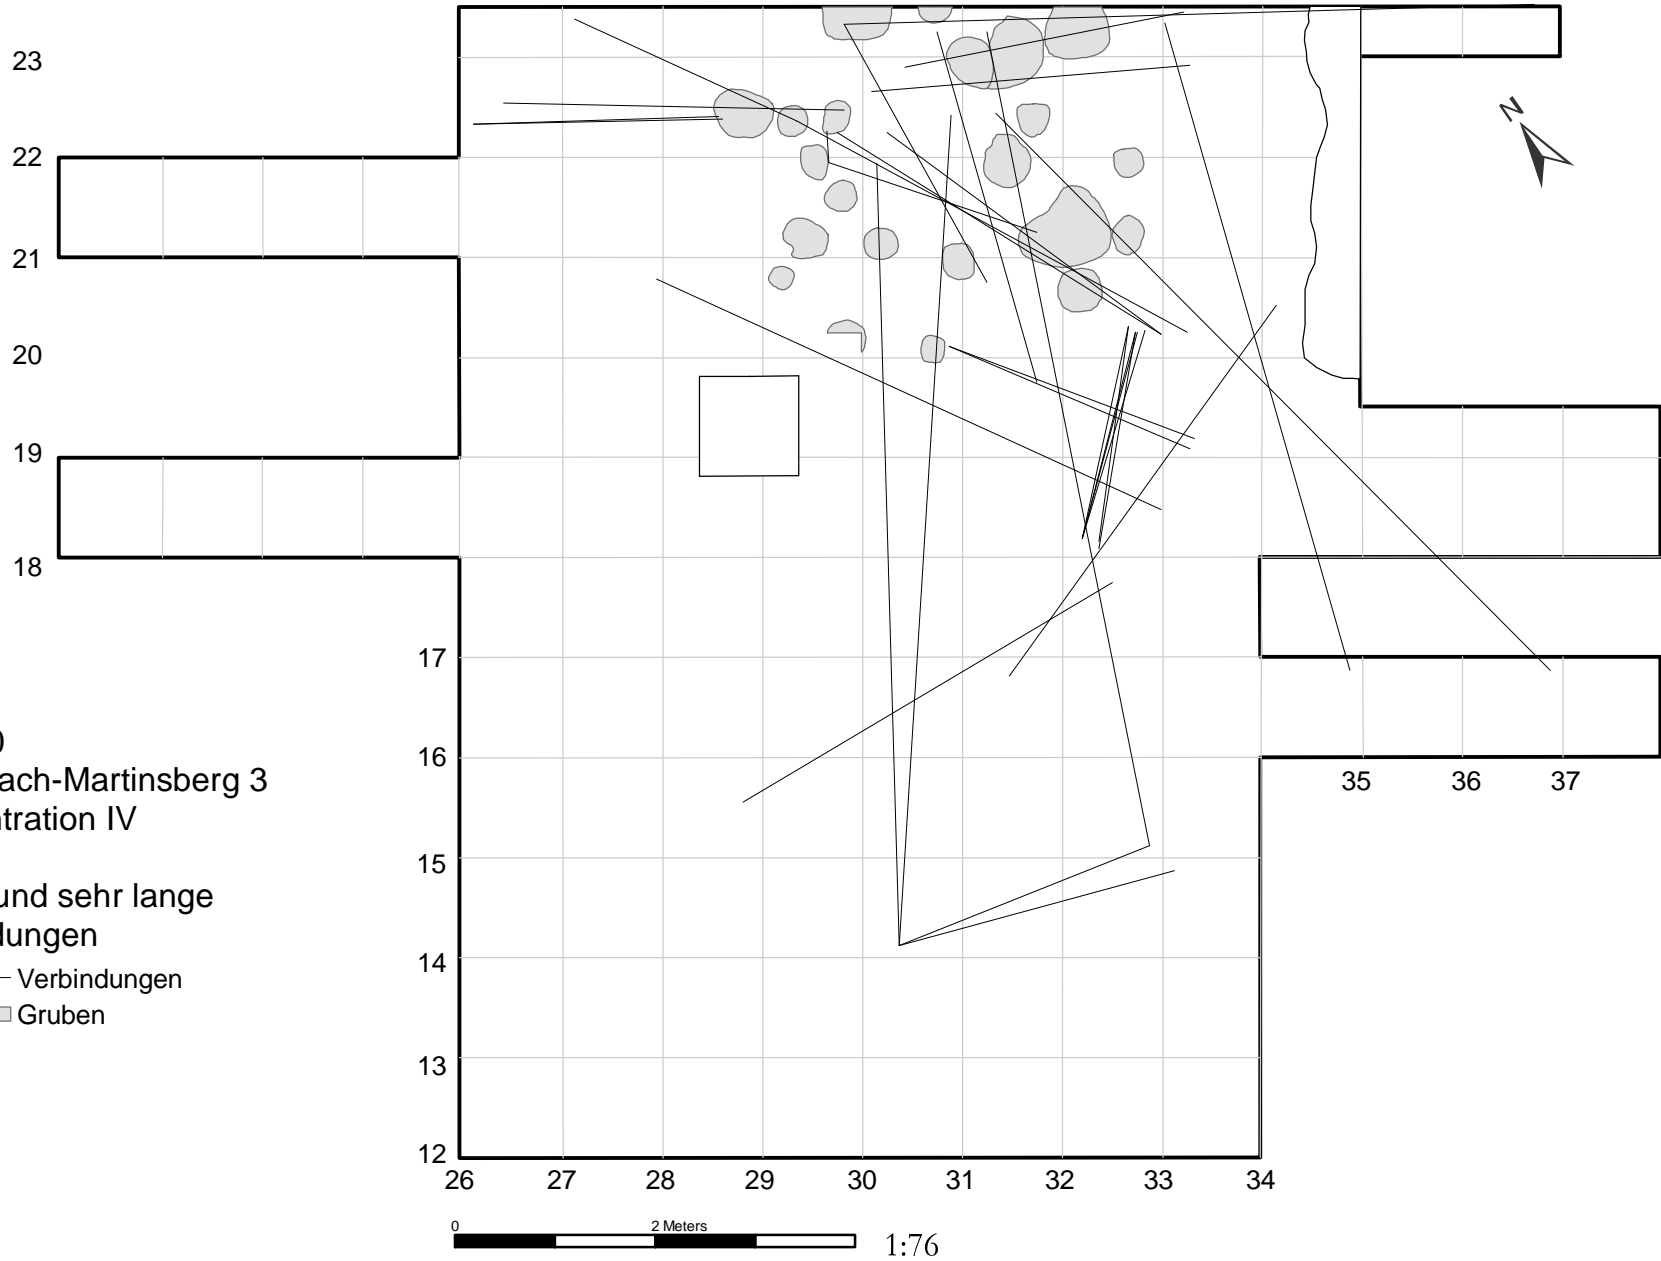 23
22
21
20
19
18
17
16
15
14
13
12
26 27 28 29 30 31 32 33 34
35 36 37
N
ach-Martinsberg 3
tration IV
und sehr lange
dungen
Verbindungen
Gruben
0 2 Meters
1:76